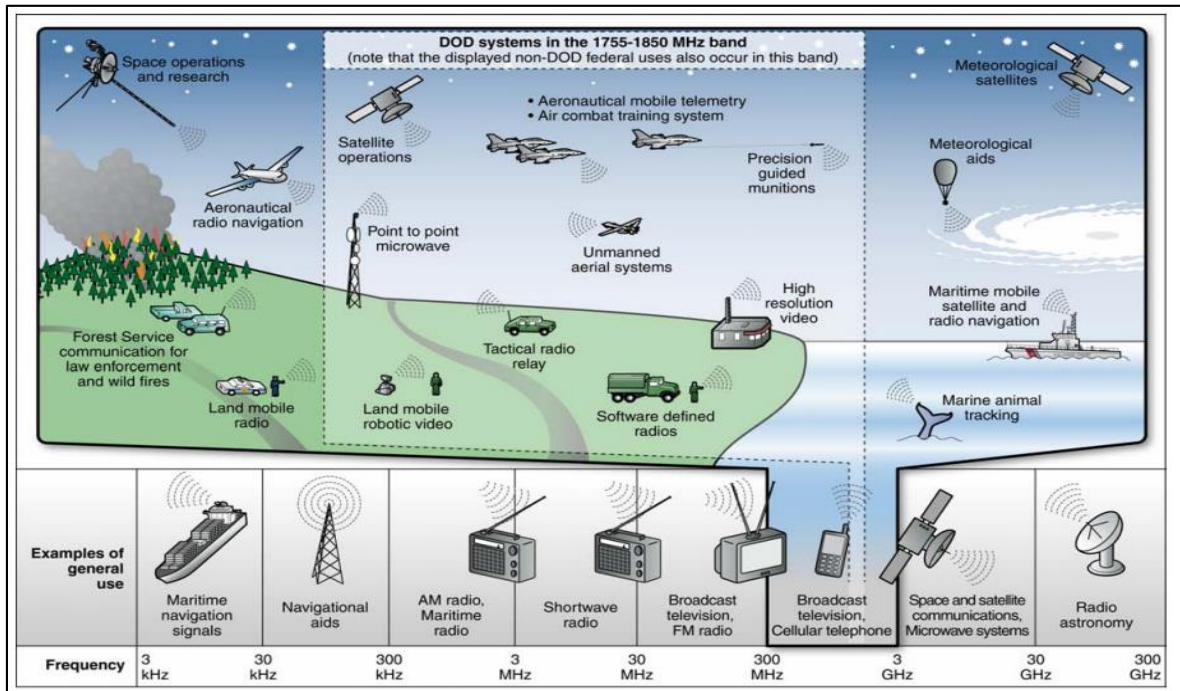 DOD systems in the 1755-1850 MHz band
(note that the displayed non-DOD federal uses also occur in this band)
Space operations
and research
Satellite
operations
• Aeronautical mobile telemetry
• Air combat training system
Precision
guided
munitions
Meteorological
satellites
Meteorological
aids
Aeronautical
radio navigation
Point to point
microwave
Unmanned
aerial systems
High
resolution
video
Maritime mobile
satellite and
radio navigation
Forest Service
communication for
law enforcement
and wild fires
Tactical radio
relay
Land mobile
radio
Land mobile
robotic video
Software defined
radios
Marine animal
tracking
Examples of
general
use
Maritime
navigation
signals
Navigational
aids
AM radio,
Maritime
radio
Shortwave
radio
Broadcast
television,
FM radio
Broadcast
television,
Cellular telephone
Space and satellite
communications,
Microwave systems
Radio
astronomy
Frequency
3
kHz
30
kHz
300
kHz
3
MHz
30
MHz
300
MHz
3
GHz
30
GHz
300
GHz